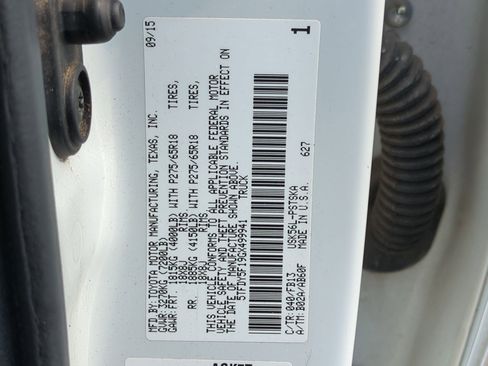 MFD.BY:TOYOTA MOTOR MANUFACTURING, TEXAS, INC. 09/15
GVWR:3270KG(7200LB)
GAWR:FRT. 1815KG(4000LB) WITH P275/65R18 TIRES,
18X8J RIMS,
RR. 1885KG(4150LB) WITH P275/65R18 TIRES,
18X8J RIMS,
THIS VEHICLE CONFORMS TO ALL APPLICABLE FEDERAL MOTOR
VEHICLE SAFETY AND THEFT PREVENTION STANDARDS IN EFFECT ON
THE DATE OF MANUFACTURE SHOWN ABOVE.
5TFDY5F19GX499941 TRUCK
1
USK56L-PSTSKA 627
C/TR:040/FB13 MADE IN U.S.A.
A/TM:B02A/AB60F